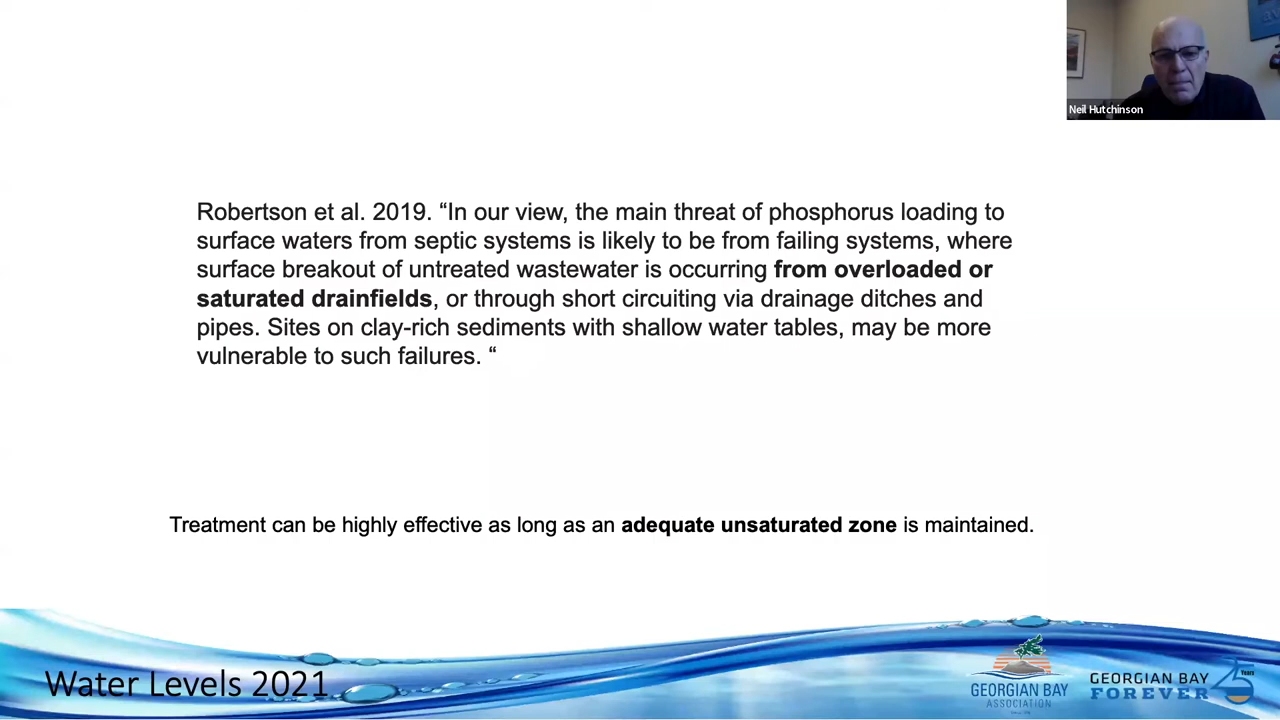 Neil Hutchinson
Robertson et al. 2019. “In our view, the main threat of phosphorus loading to
surface waters from septic systems is likely to be from failing systems, where
surface breakout of untreated wastewater is occurring from overloaded or
saturated drainfields, or through short circuiting via drainage ditches and
pipes. Sites on clay-rich sediments with shallow water tables, may be more
vulnerable to such failures. “
Treatment can be highly effective as long as an adequate unsaturated zone is maintained.
Water Levels 2021
GEORGIAN BAY
ASSOCIATION
GEORGIAN BAY
FOREVER
25 Years